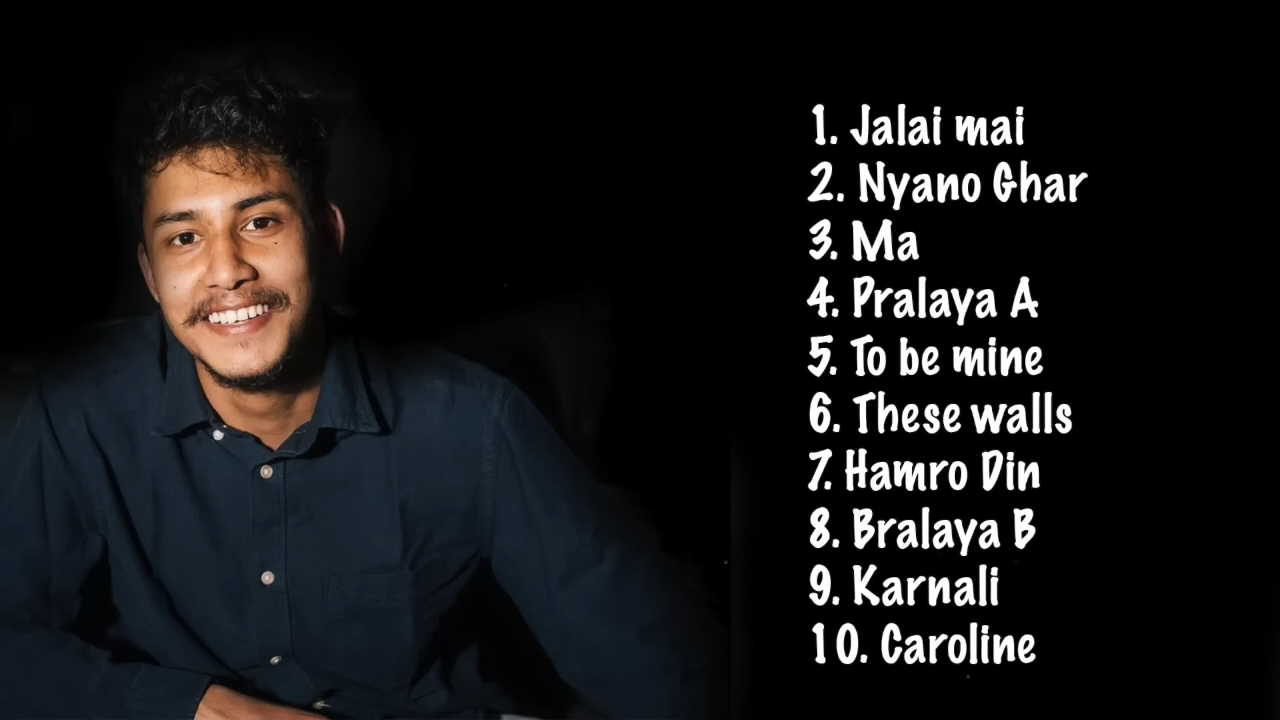 1. Jalai mai
2. Nyano Ghar
3. Ma
4. Pralaya A
5. To be mine
6. These walls
7. Hamro Din
8. Bralaya B
9. Karnali
10. Caroline